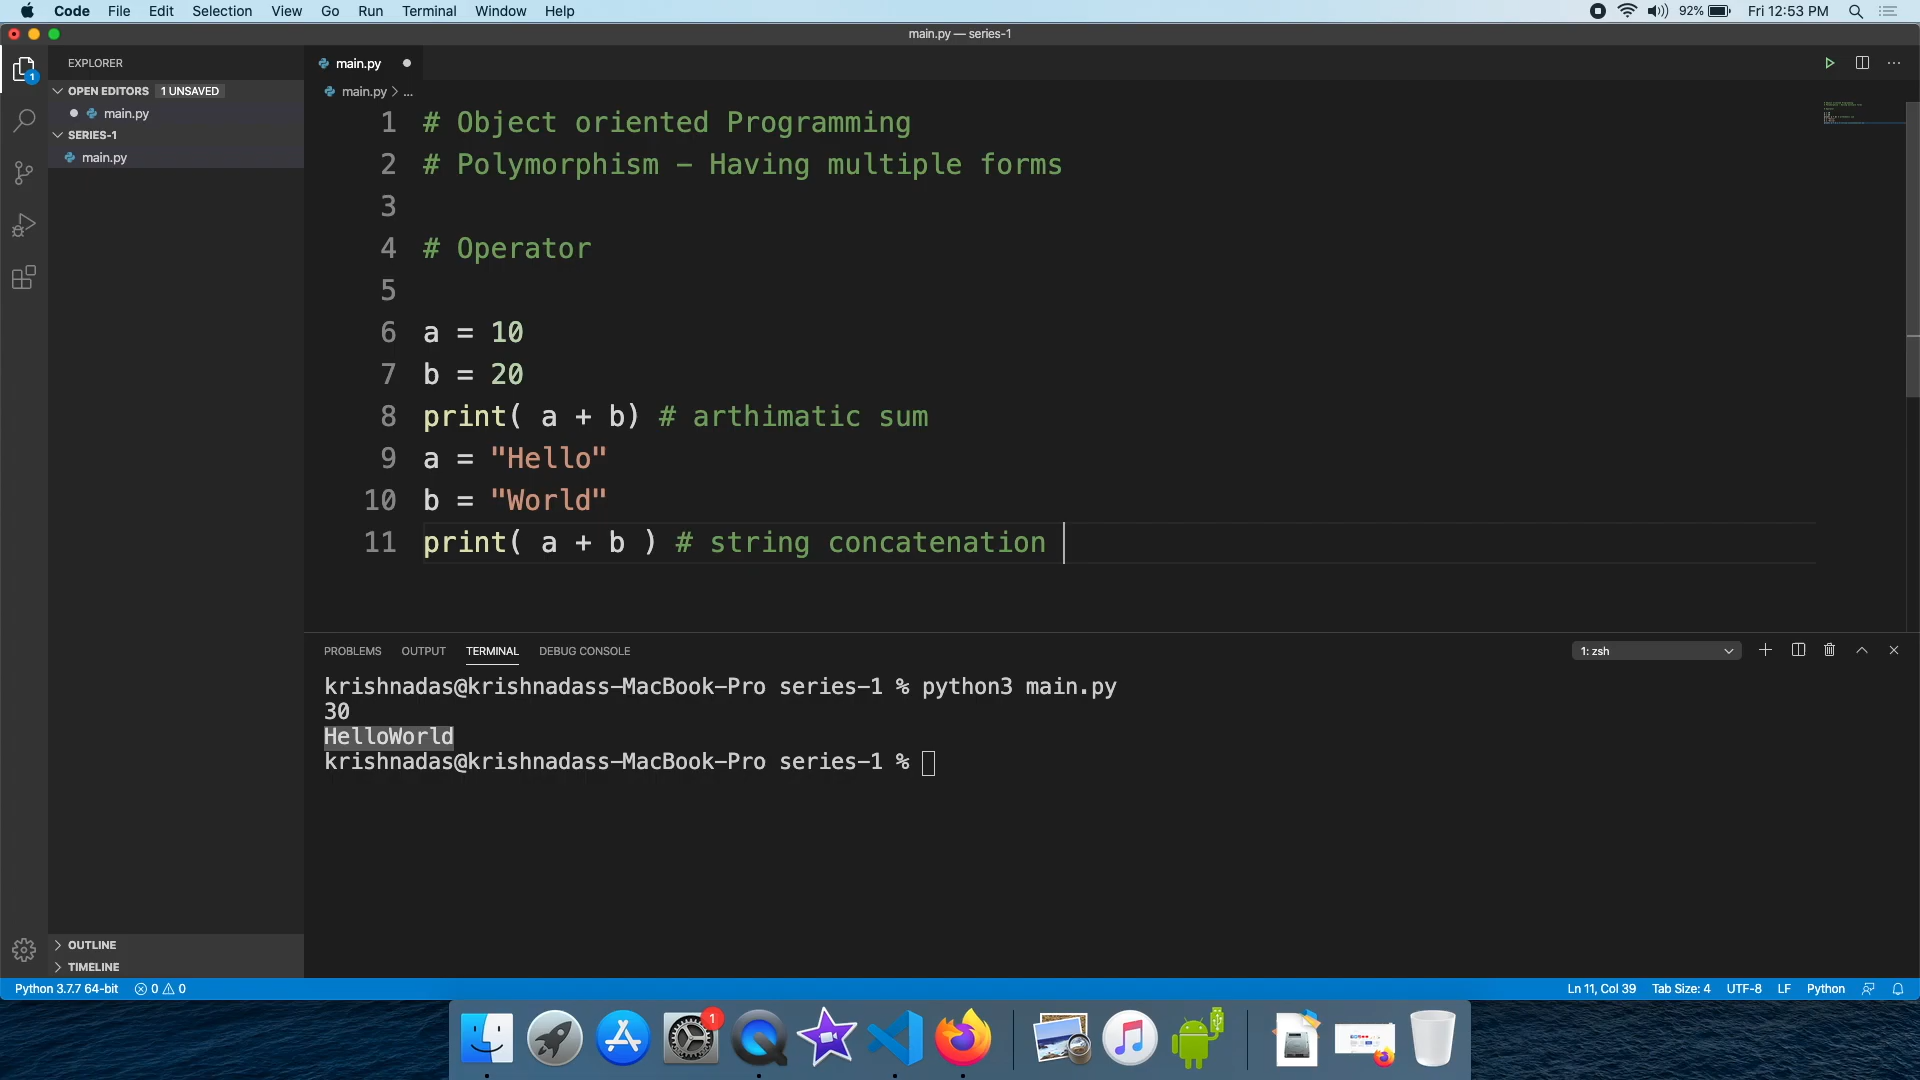 Code File Edit Selection View Go Run Terminal Window Help 92% Fri 12:53 PM
main.py — series-1
EXPLORER
1
OPEN EDITORS 1 UNSAVED
main.py
SERIES-1
main.py
OUTLINE
TIMELINE
main.py
main.py > ...
1 # Object oriented Programming
2 # Polymorphism - Having multiple forms
3
4 # Operator
5
6 a = 10
7 b = 20
8 print( a + b) # arthimatic sum
9 a = "Hello"
10 b = "World"
11 print( a + b ) # string concatenation
PROBLEMS OUTPUT TERMINAL DEBUG CONSOLE 1: zsh
krishnadas@krishnadass-MacBook-Pro series-1 % python3 main.py
30
HelloWorld
krishnadas@krishnadass-MacBook-Pro series-1 %
Python 3.7.7 64-bit 0 0 Ln 11, Col 39 Tab Size: 4 UTF-8 LF Python
1